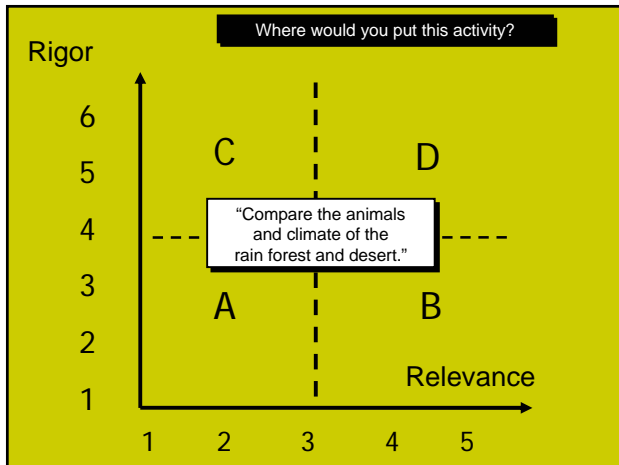 Where would you put this activity?
Rigor
6
C
D
5
“Compare the animals
and climate of the
rain forest and desert.”
4
3
A
B
2
Relevance
1
1 2 3 4 5